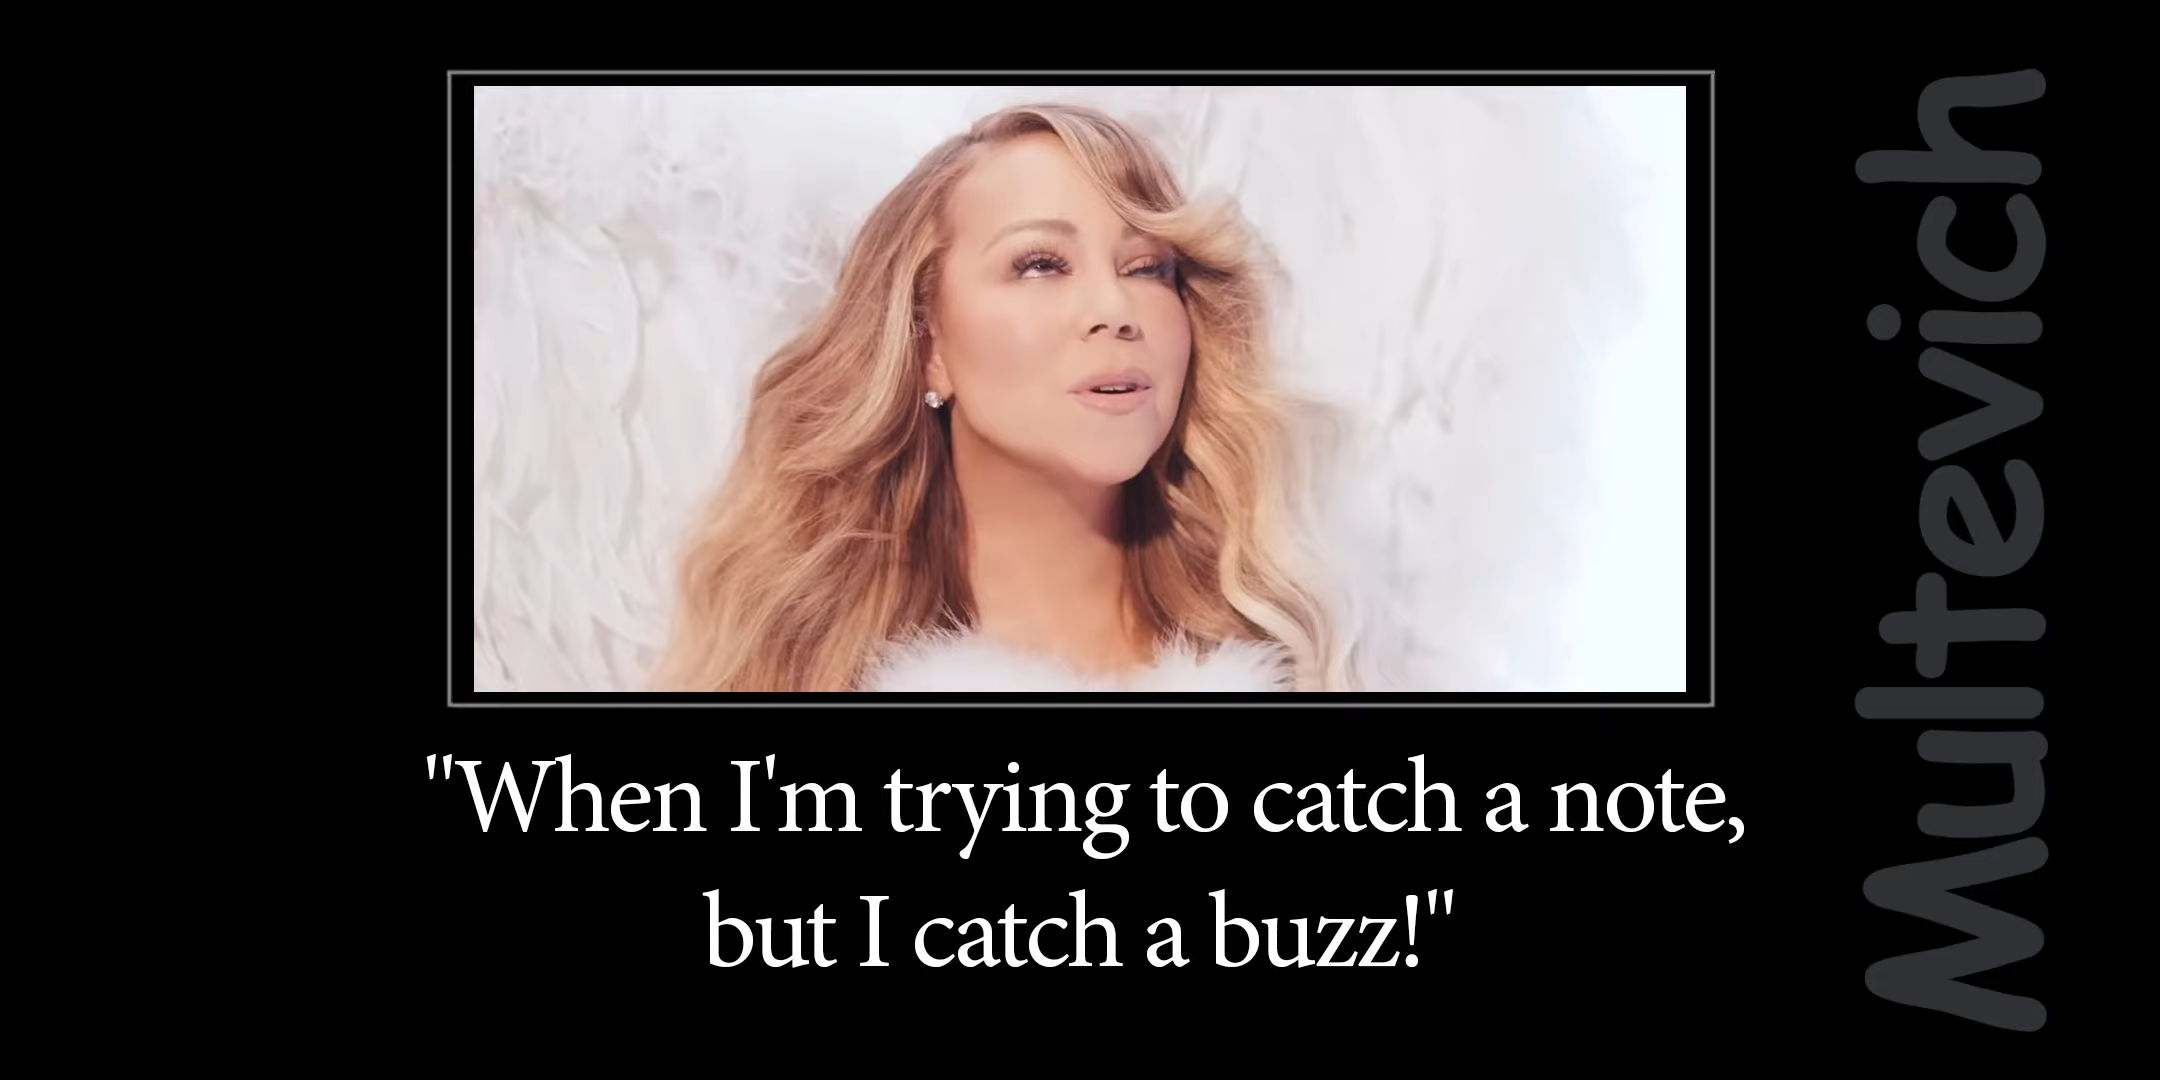 "When I'm trying to catch a note,
but I catch a buzz!"
Multevich